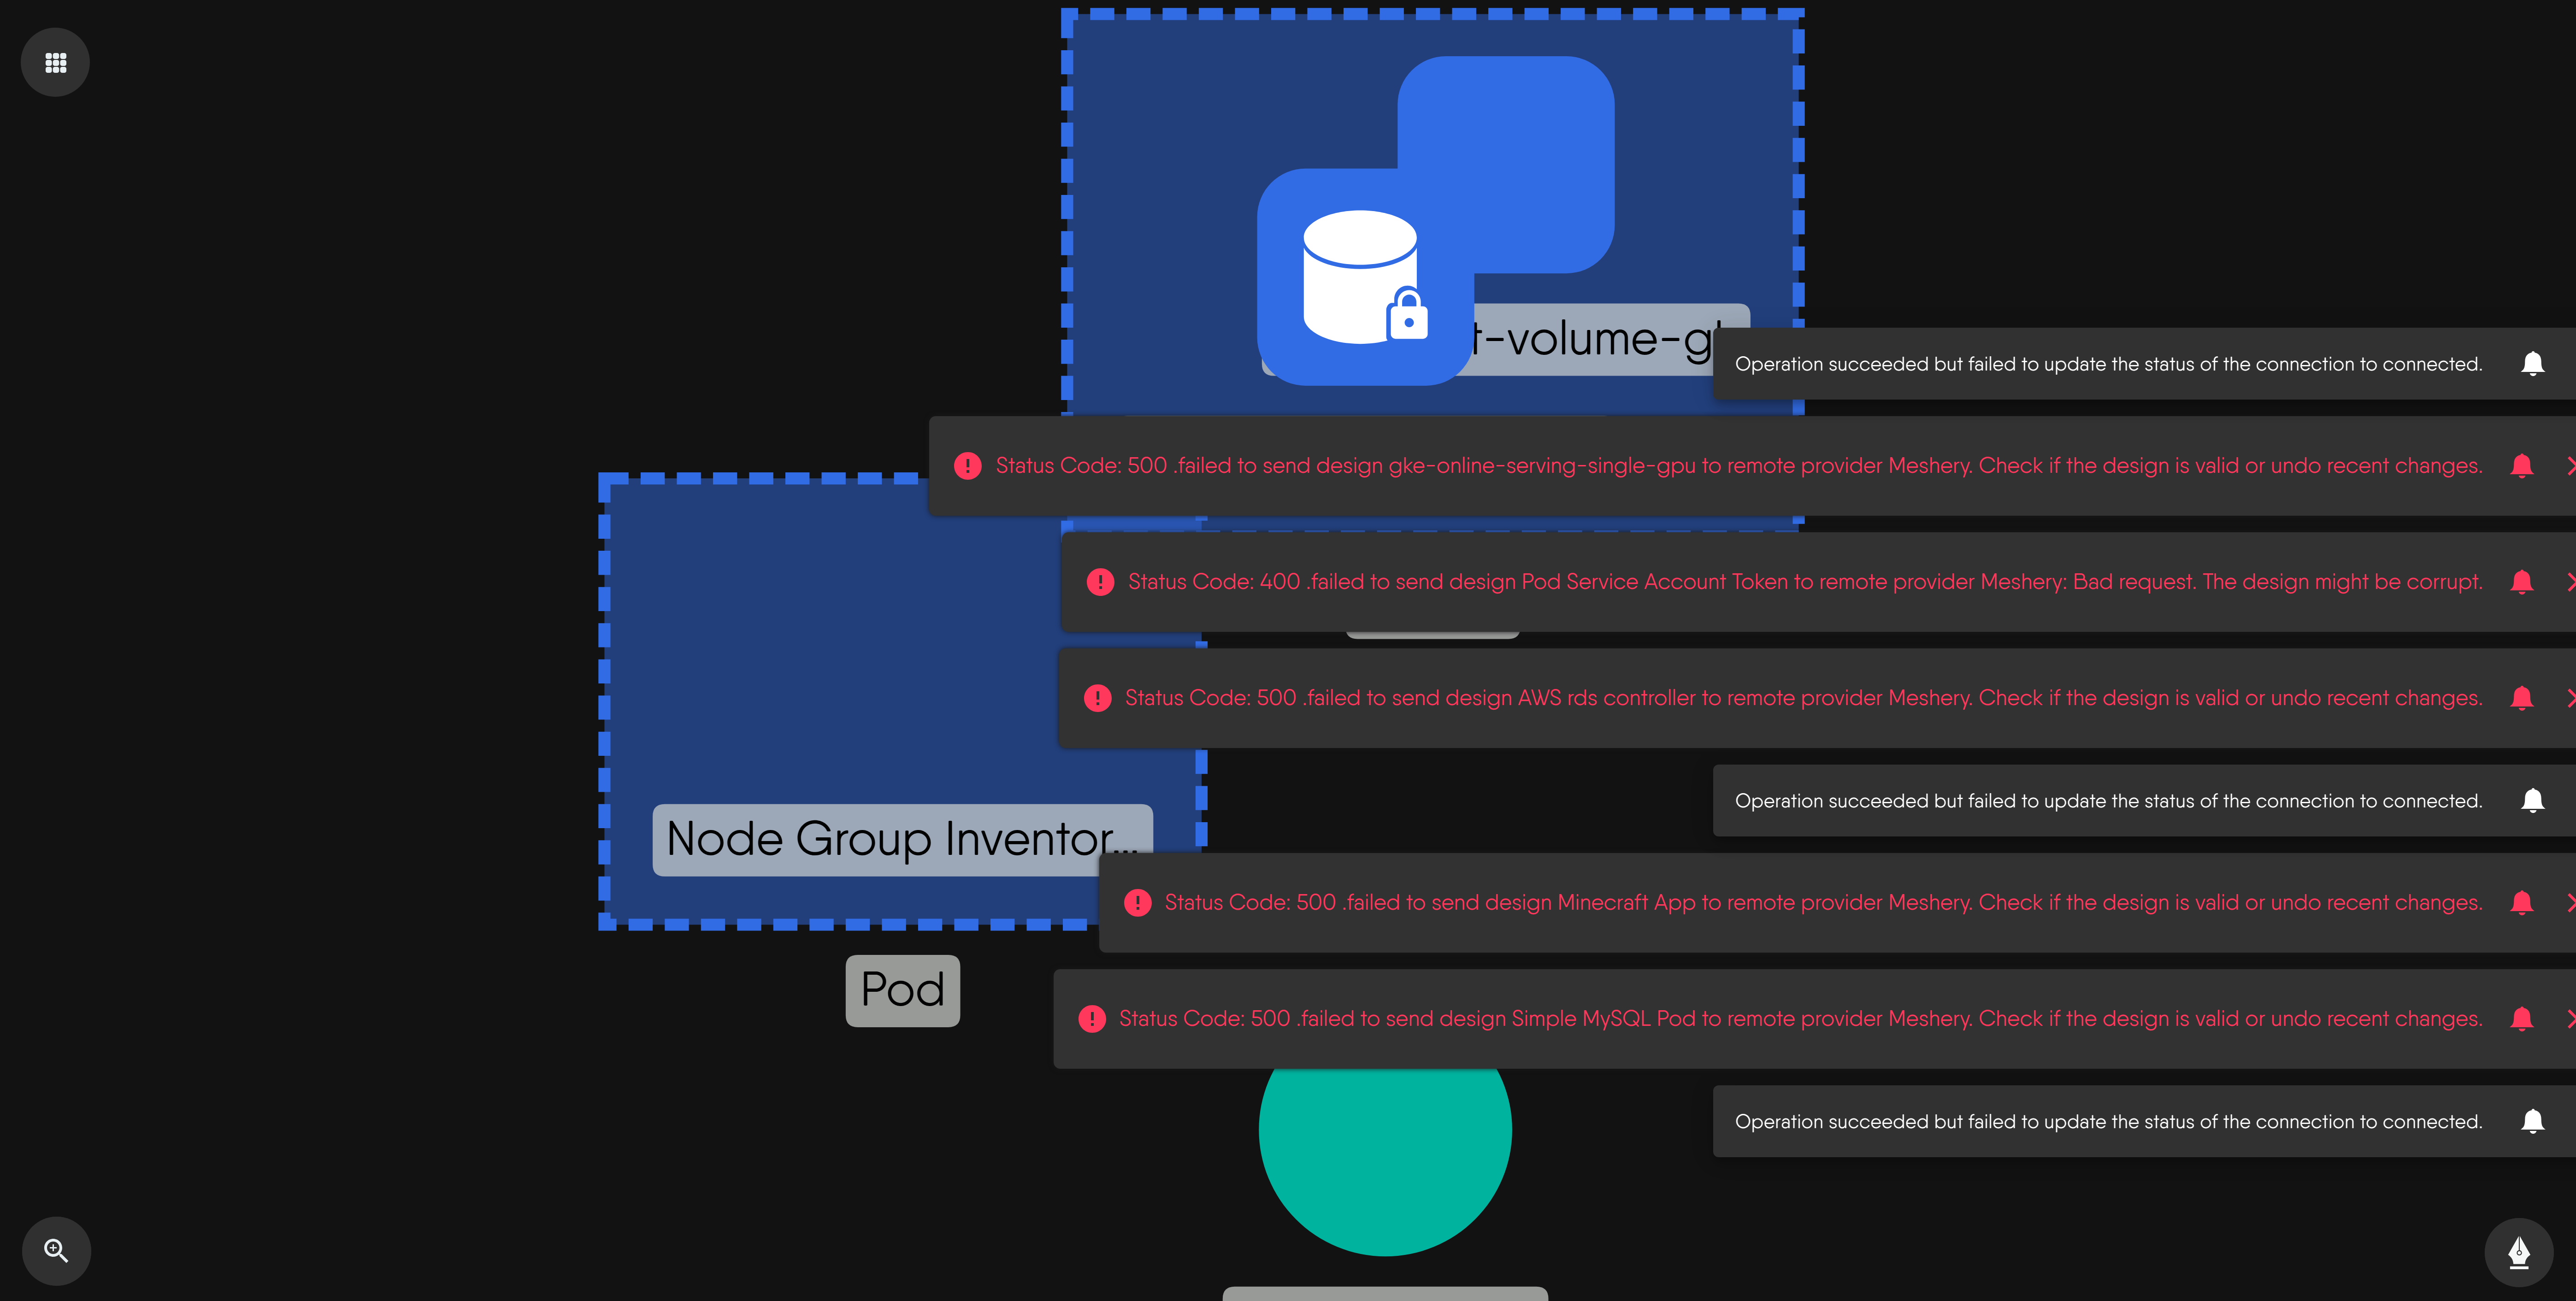 t-volume-g
Operation succeeded but failed to update the status of the connection to connected.
Status Code: 500 .failed to send design gke-online-serving-single-gpu to remote provider Meshery. Check if the design is valid or undo recent changes.
Status Code: 400 .failed to send design Pod Service Account Token to remote provider Meshery: Bad request. The design might be corrupt.
Status Code: 500 .failed to send design AWS rds controller to remote provider Meshery. Check if the design is valid or undo recent changes.
Operation succeeded but failed to update the status of the connection to connected.
Node Group Inventor...
Status Code: 500 .failed to send design Minecraft App to remote provider Meshery. Check if the design is valid or undo recent changes.
Pod
Status Code: 500 .failed to send design Simple MySQL Pod to remote provider Meshery. Check if the design is valid or undo recent changes.
Operation succeeded but failed to update the status of the connection to connected.